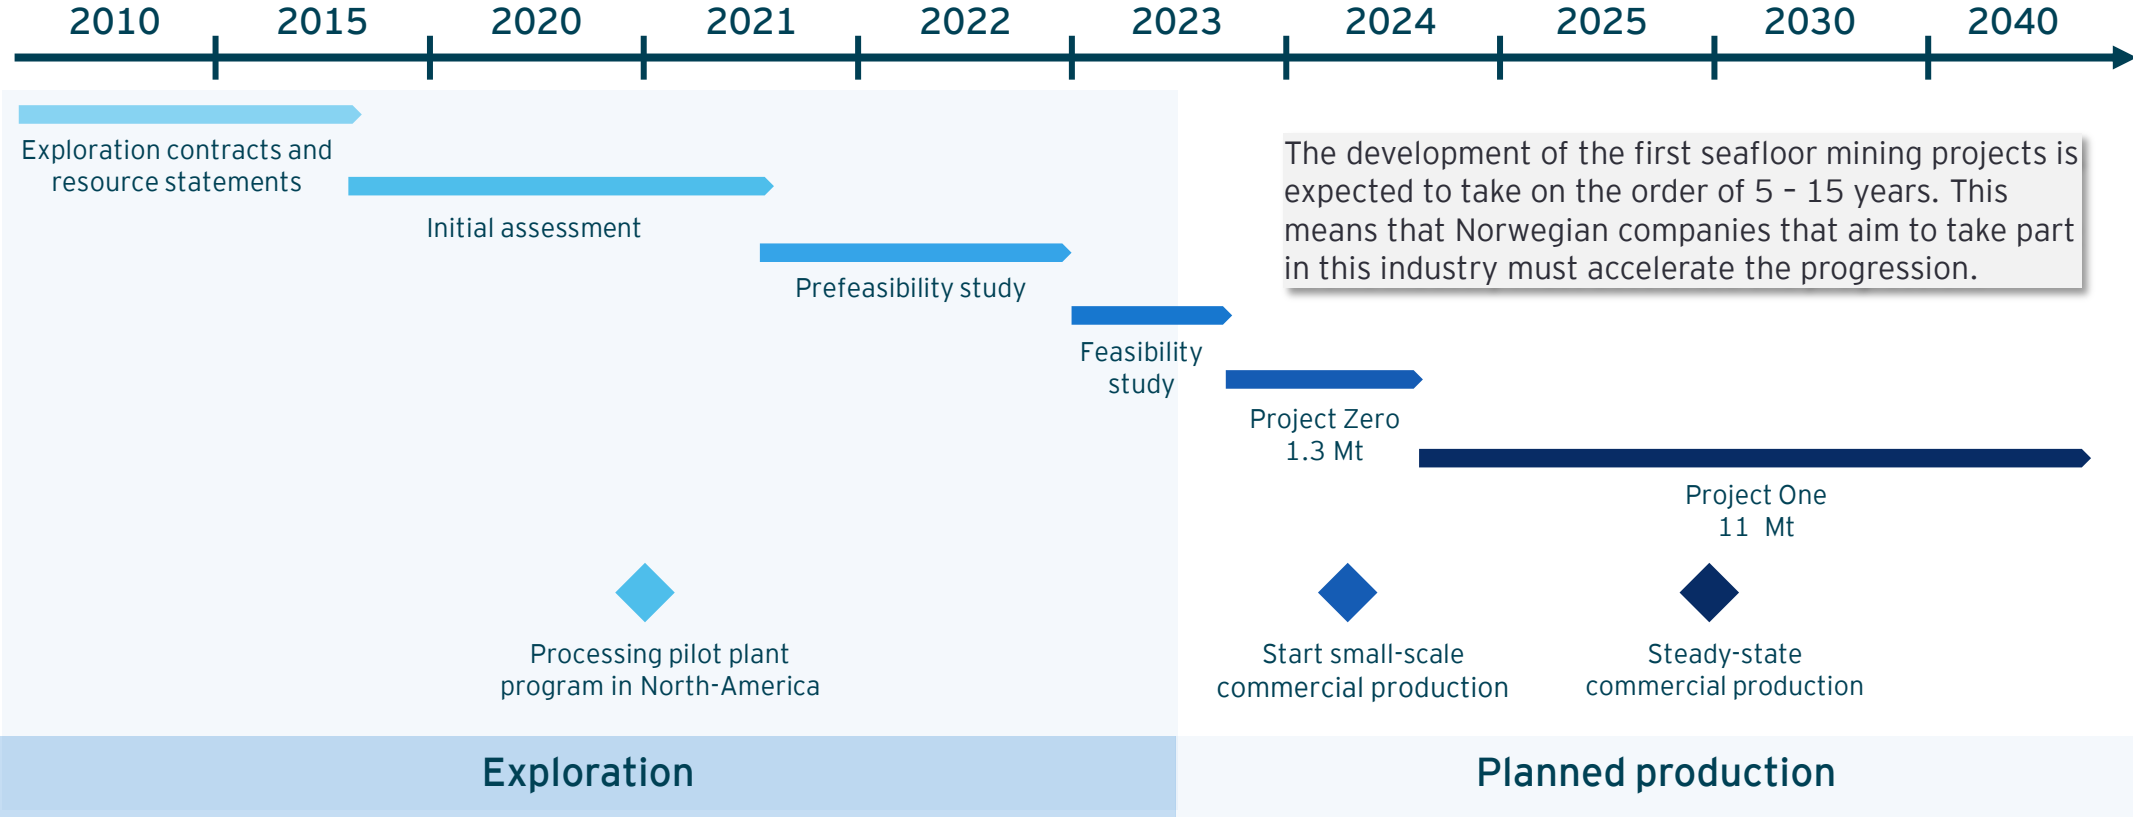 2010 2015 2020 2021 2022 2023 2024 2025 2030 2040
Exploration contracts and
resource statements
The development of the first seafloor mining projects is
expected to take on the order of 5 – 15 years. This
means that Norwegian companies that aim to take part
in this industry must accelerate the progression.
Initial assessment
Prefeasibility study
Feasibility
study
Project Zero
1.3 Mt
Project One
11 Mt
Processing pilot plant
program in North-America
Start small-scale
commercial production
Steady-state
commercial production
Exploration
Planned production